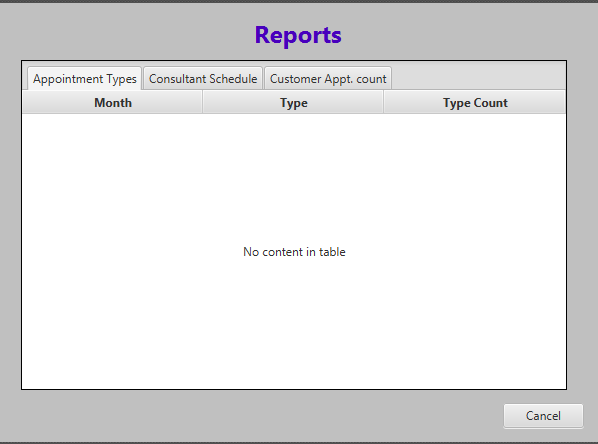 Reports
Appointment Types Consultant Schedule Customer Appt. count
Month Type Type Count
No content in table
Cancel